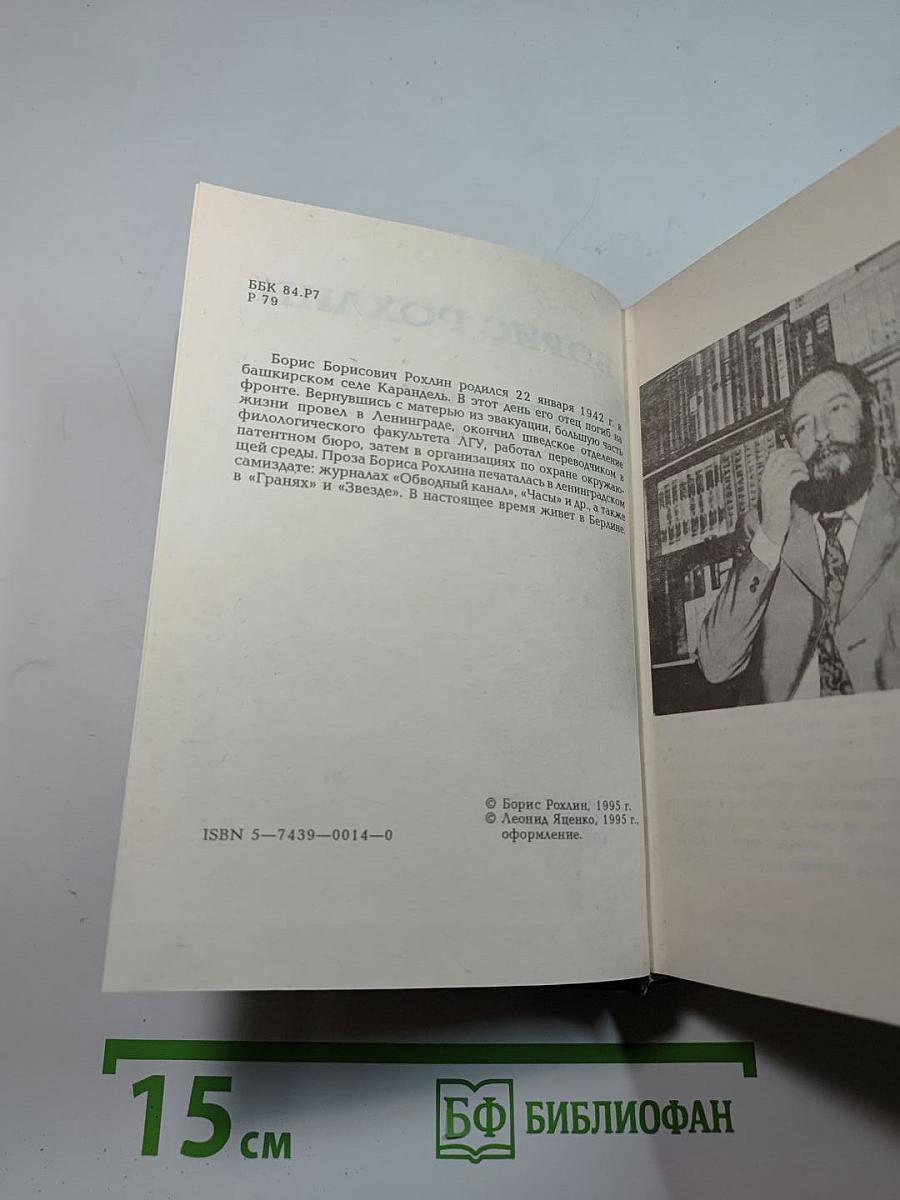 ББК 84.Р7
Р 79
Борис Борисович Рохлин родился 22 января 1942 г. в
башкирском селе Карандель. В этот день его отец погиб на
фронте. Вернувшись с матерью из эвакуации, большую часть
жизни провел в Ленинграде, окончил шведское отделение
филологического факультета ЛГУ, работал переводчиком в
патентном бюро, затем в организациях по охране окружаю-
щей среды. Проза Бориса Рохлина печаталась в ленинградском
самиздате: журналах «Обводный канал», «Часы» и др., а также
в «Гранях» и «Звезде». В настоящее время живет в Берлине.
ISBN 5—7439—0014—0
© Борис Рохлин, 1995 г.
© Леонид Яценко, 1995 г.,
оформление.
15 см
БФ БИБЛИОФАН